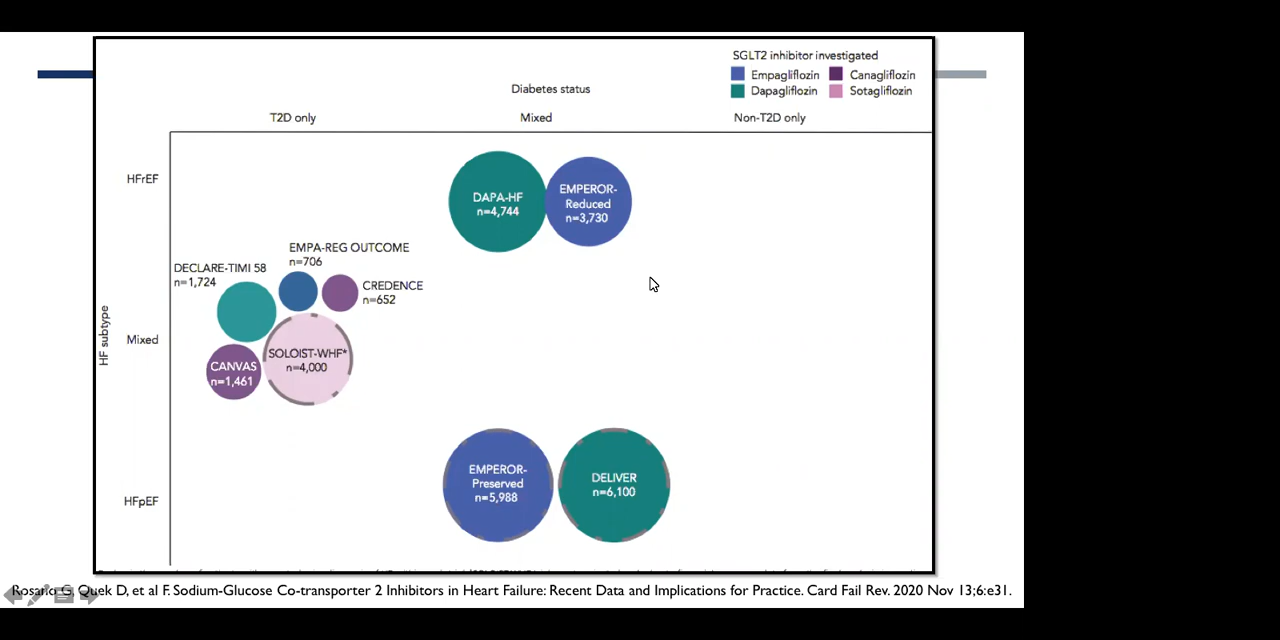 SGLT2 inhibitor investigated
Empagliflozin
Canagliflozin
Dapagliflozin
Sotagliflozin
Diabetes status
T2D only
Mixed
Non-T2D only
HF subtype
HFrEF
DAPA-HF
n=4,744
EMPEROR-
Reduced
n=3,730
EMPA-REG OUTCOME
n=706
DECLARE-TIMI 58
n=1,724
CREDENCE
n=652
Mixed
SOLOIST-WHF*
n=4,000
CANVAS
n=1,461
HFpEF
EMPEROR-
Preserved
n=5,988
DELIVER
n=6,100
G, Quek D, et al F. Sodium-Glucose Co-transporter 2 Inhibitors in Heart Failure: Recent Data and Implications for Practice. Card Fail Rev. 2020 Nov 13;6:e31.